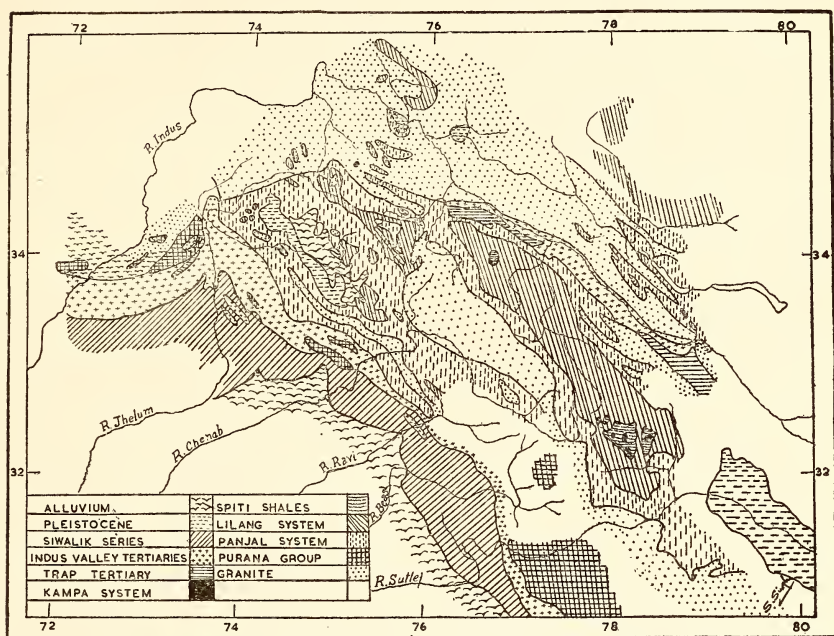 72 74 76 78 80
R. Indus
34 34
R. Jhelum
R. Chenab
R. Ravi
R. Beas
32 32
ALLUVIUM. SPITI SHALES
PLEISTOCENE LILANG SYSTEM
SIWALIK SERIES PANJAL SYSTEM
INDUS VALLEY TERTIARIES PURANA GROUP
TRAP TERTIARY GRANITE
KAMPA SYSTEM
R. Sutlej
72 74 76 78 80